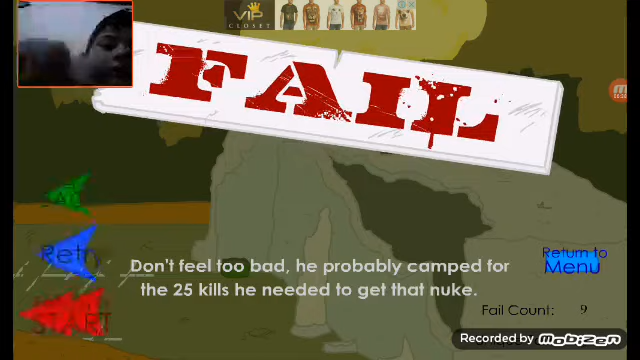 VIP
CLOSET
FAIL
Retry
Don't feel too bad, he probably camped for
the 25 kills he needed to get that nuke.
Return to
Menu
Fail Count: 9
Recorded by MOBIZEN